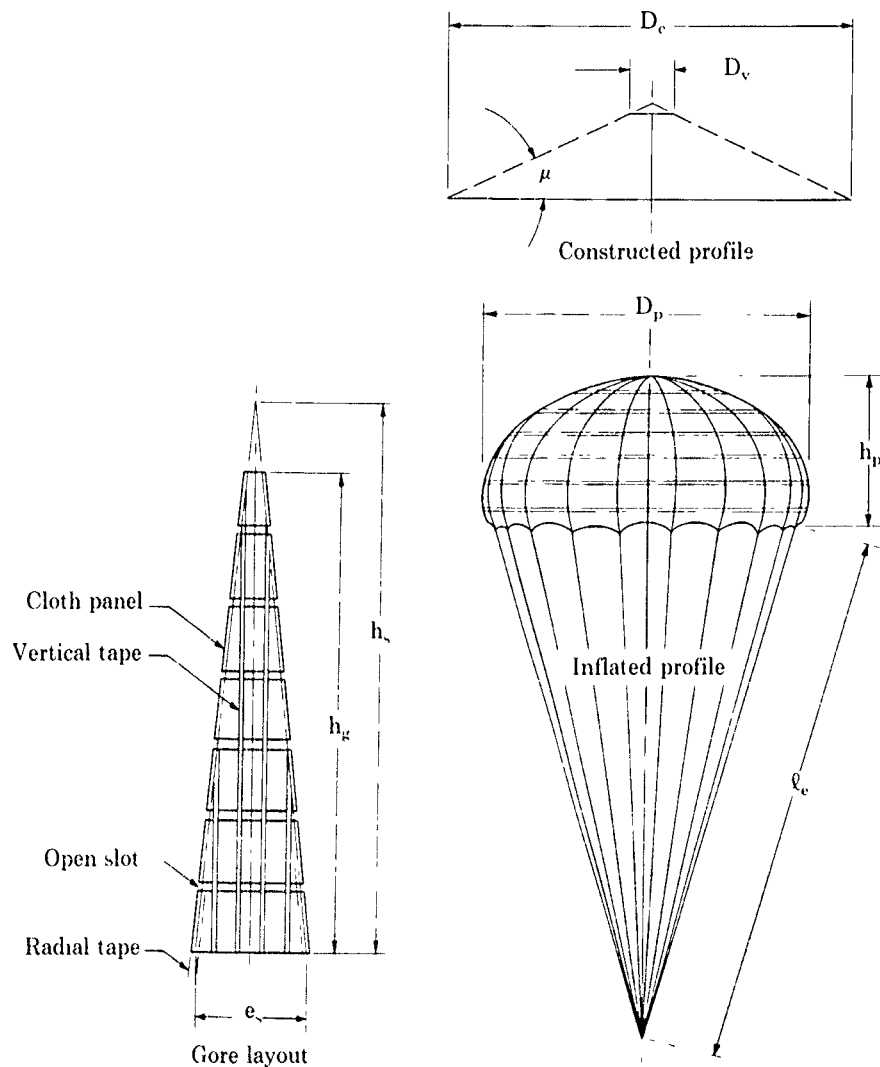 D_c
D_v
μ
Constructed profile
D_p
h_p
Cloth panel
Vertical tape
h_s
h_g
Inflated profile
ℓ_e
Open slot
Radial tape
e_s
Gore layout